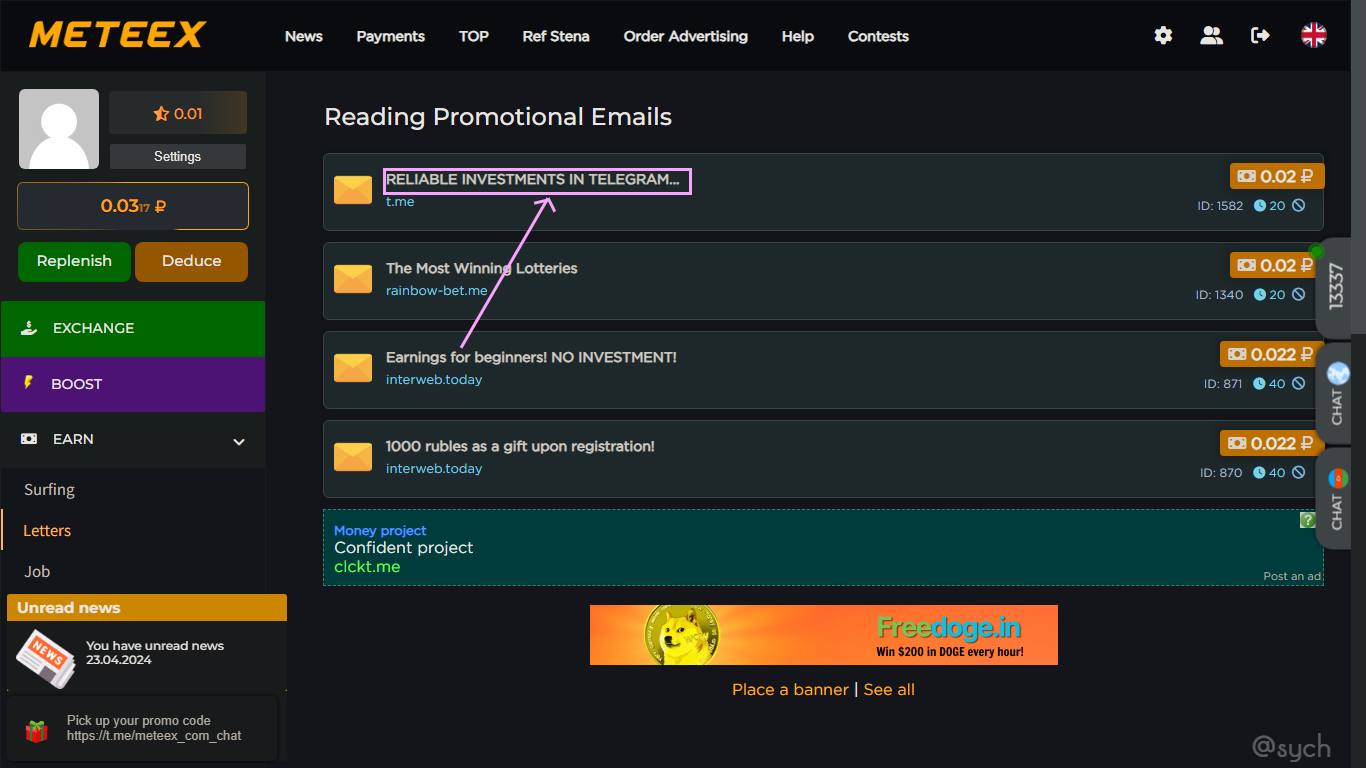 METEEX
News Payments TOP Ref Stena Order Advertising Help Contests
0.01
Settings
0.0317 ₽
Replenish Deduce
EXCHANGE
BOOST
EARN
Surfing
Letters
Job
Unread news
NEWS
You have unread news
23.04.2024
Pick up your promo code
https://t.me/meteex_com_chat
Reading Promotional Emails
RELIABLE INVESTMENTS IN TELEGRAM...
t.me
0.02 ₽
ID: 1582 20
The Most Winning Lotteries
rainbow-bet.me
0.02 ₽
ID: 1340 20
Earnings for beginners! NO INVESTMENT!
interweb.today
0.022 ₽
ID: 871 40
1000 rubles as a gift upon registration!
interweb.today
0.022 ₽
ID: 870 40
Money project
Confident project
clckt.me
?
Post an ad
WOW
Freedoge.in
Win $200 in DOGE every hour!
Place a banner | See all
13337
CHAT
CHAT
@sych